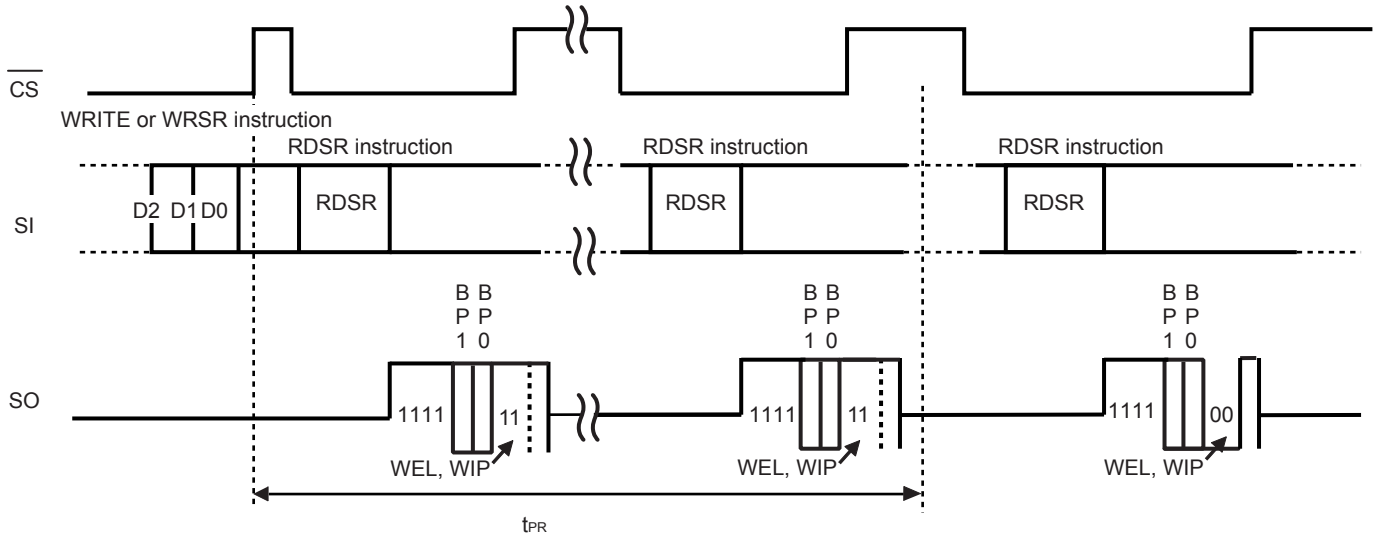 CS
WRITE or WRSR instruction
RDSR instruction RDSR instruction RDSR instruction
SI
D2 D1 D0 RDSR RDSR RDSR
B B B B B B
P P P P P P
1 0 1 0 1 0
SO
1111 11 1111 11 1111 00
WEL, WIP WEL, WIP WEL, WIP
tPR